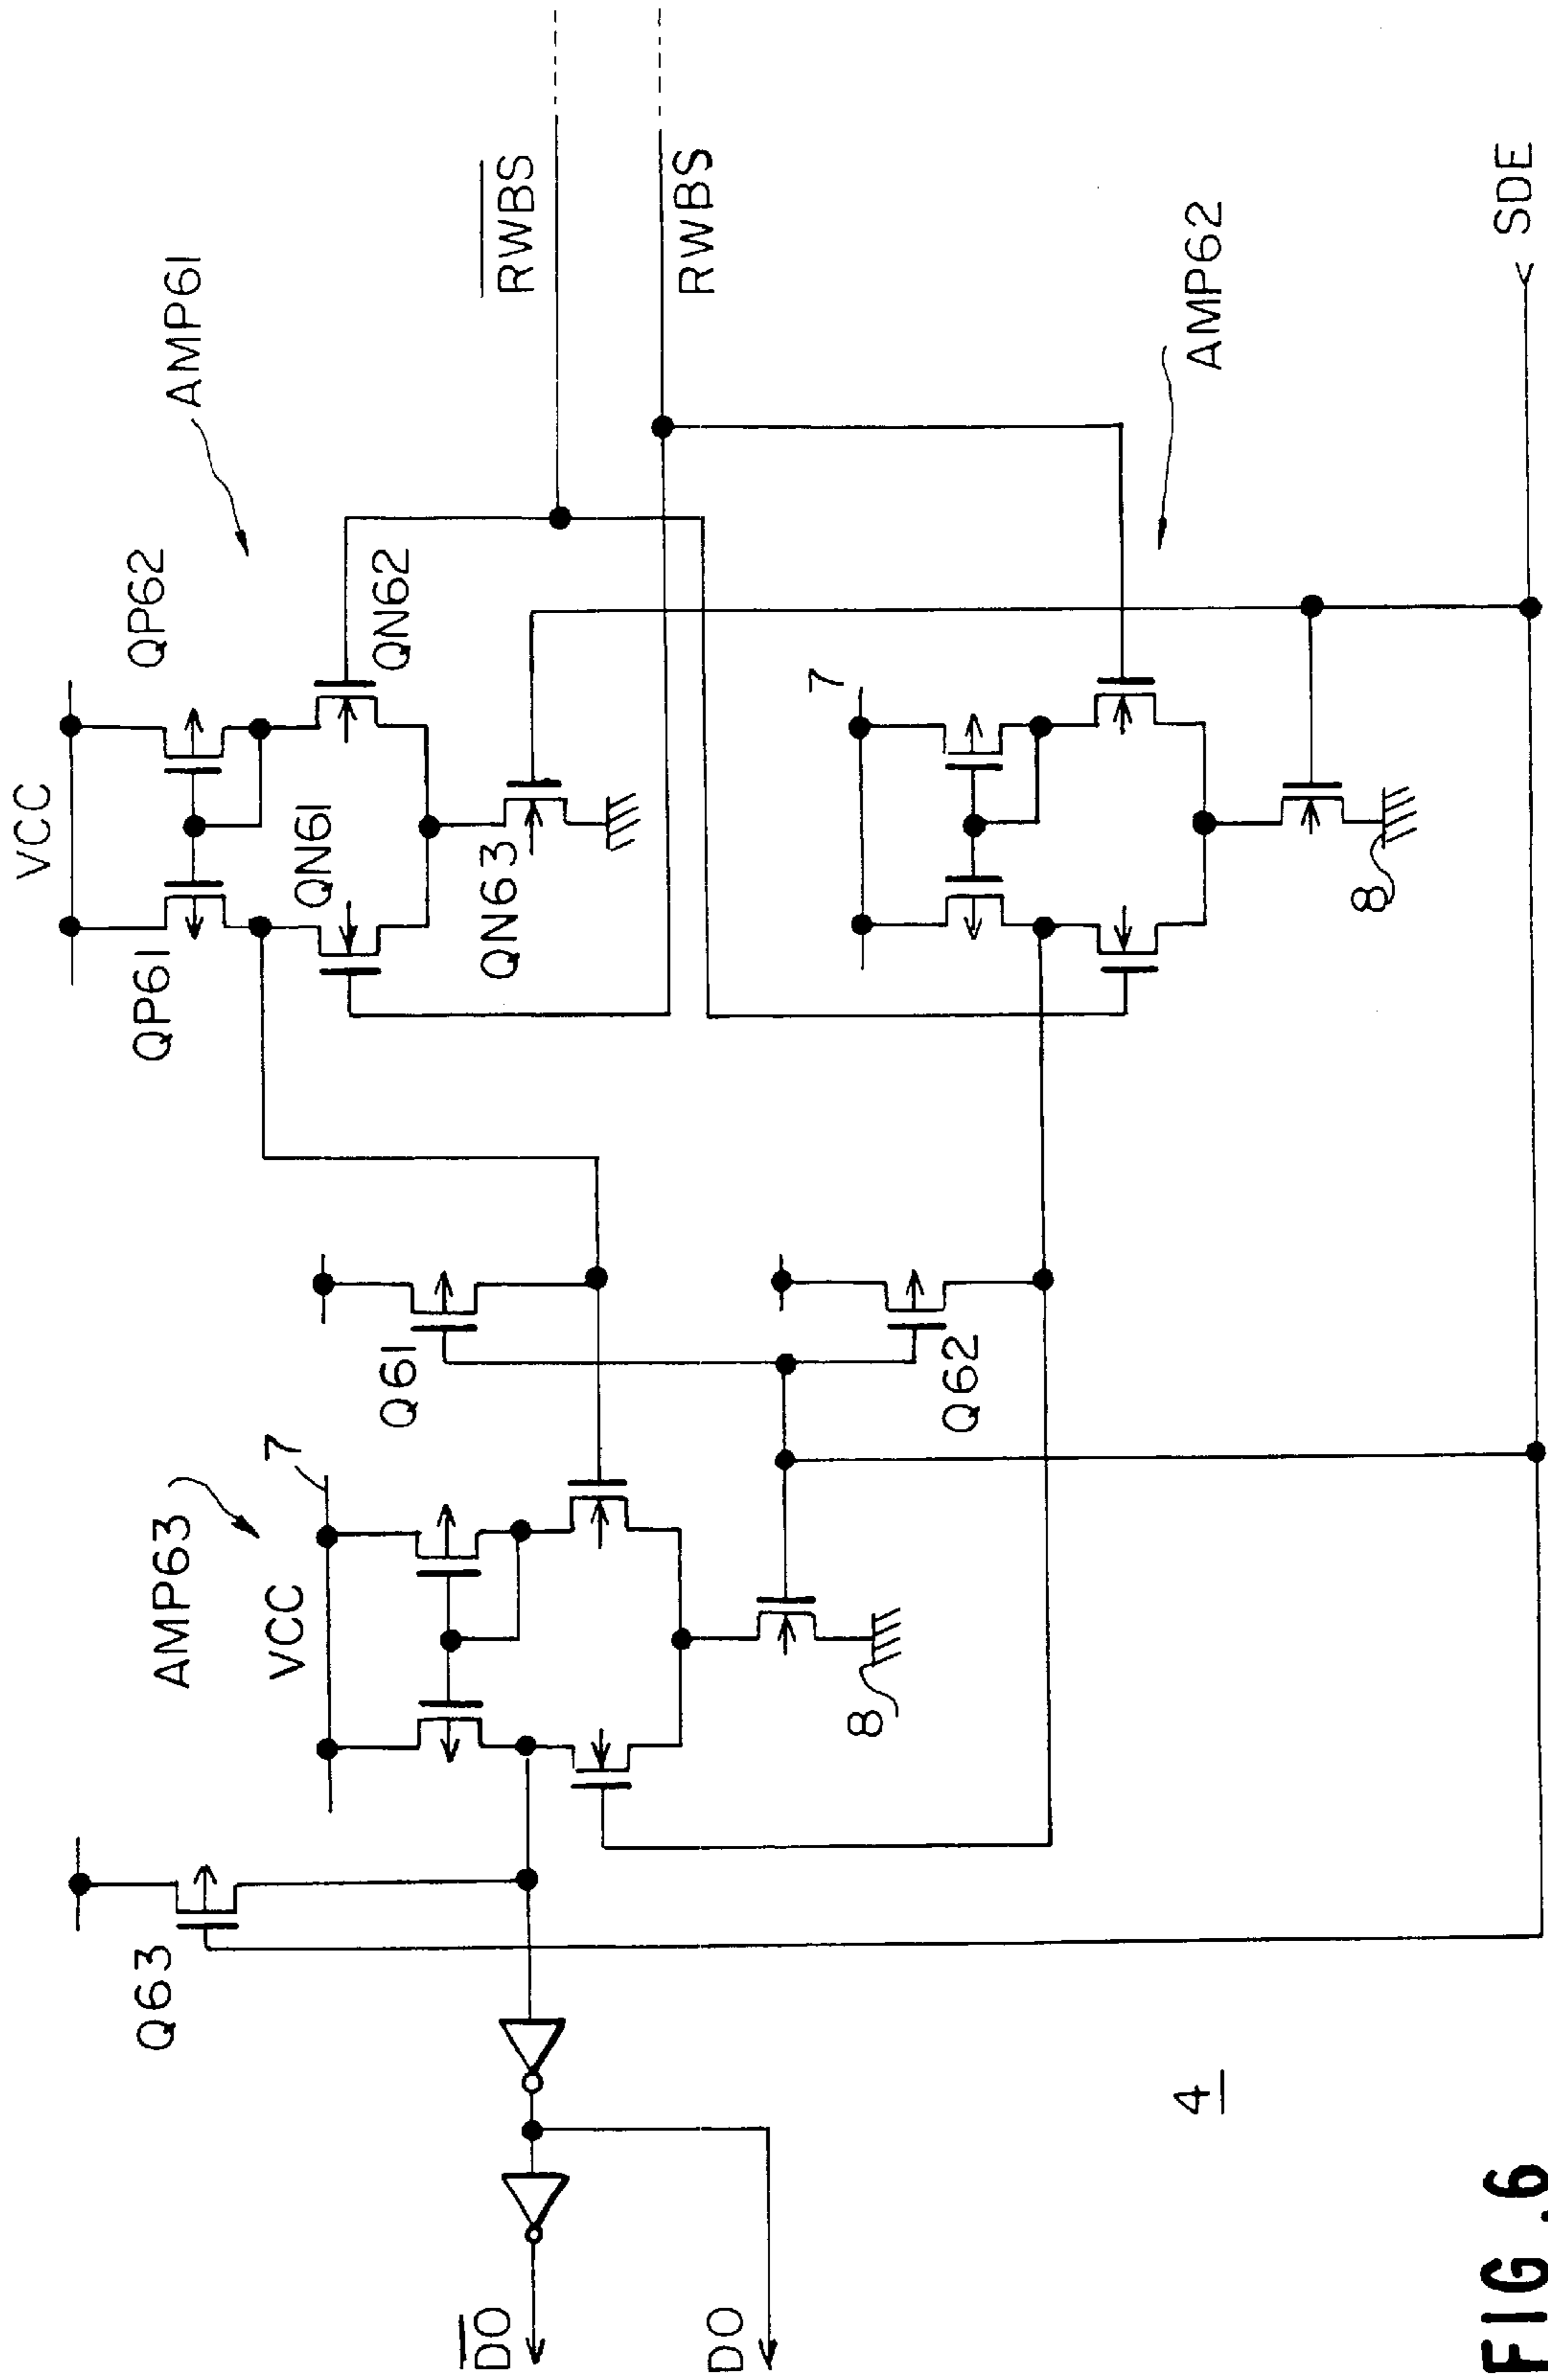 FIG.6
4
DO
DO
Q63
AMP63
VCC
7
8
Q61
Q62
QP61
VCC
QP62
QN61
QN62
QN63
AMP61
7
8
RWBS
RWBS
AMP62
SDE